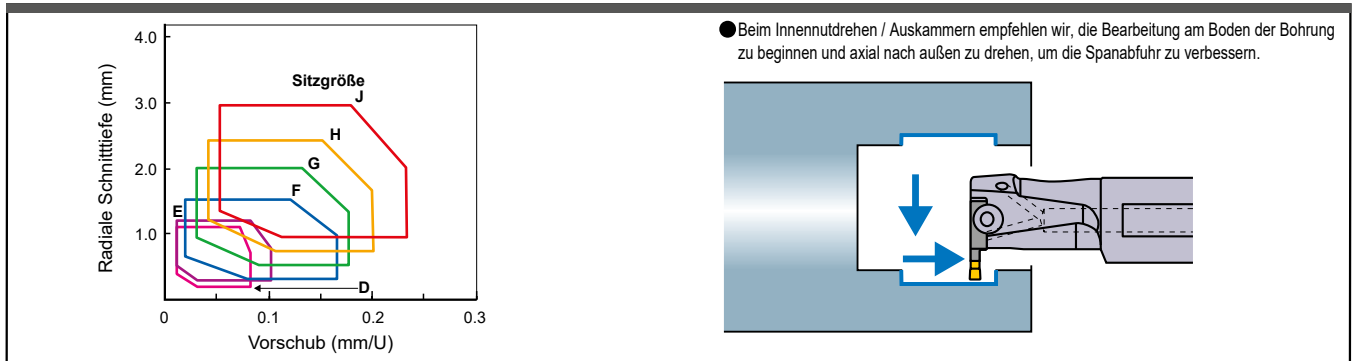 4.0
3.0
2.0
1.0
0
0.1
0.2
0.3
Radiale Schnitttiefe (mm)
Vorschub (mm/U)
Sitzgröße
J
H
G
F
E
D
●Beim Innennutdrehen / Auskammern empfehlen wir, die Bearbeitung am Boden der Bohrung
zu beginnen und axial nach außen zu drehen, um die Spanabfuhr zu verbessern.